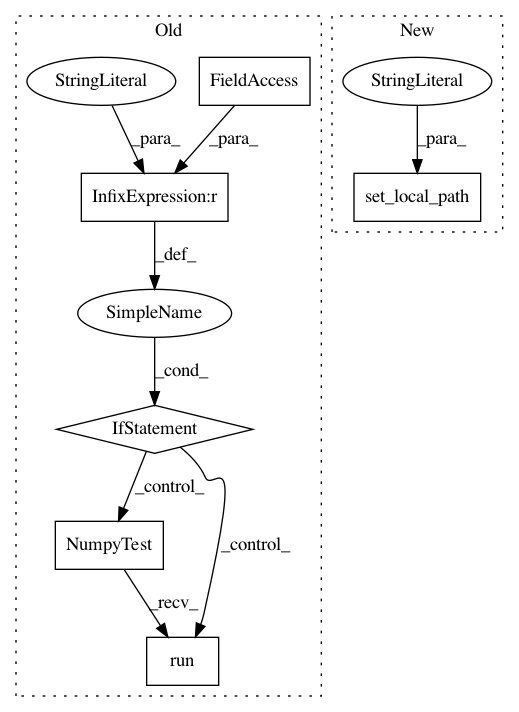 Old
New
StringLiteral
FieldAccess
StringLiteral
_para_
_para_
_para_
InfixExpression:r
set_local_path
_def_
SimpleName
_cond_
IfStatement
_control_
_control_
NumpyTest
_recv_
run